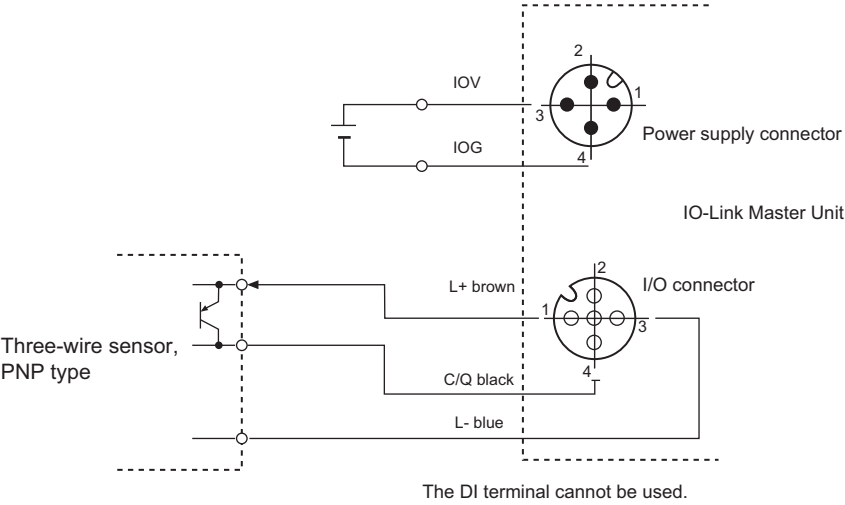 2
IOV
1
3
Power supply connector
IOG
4
IO-Link Master Unit
2
L+ brown
I/O connector
1
3
Three-wire sensor,
PNP type
4
C/Q black
L- blue
The DI terminal cannot be used.